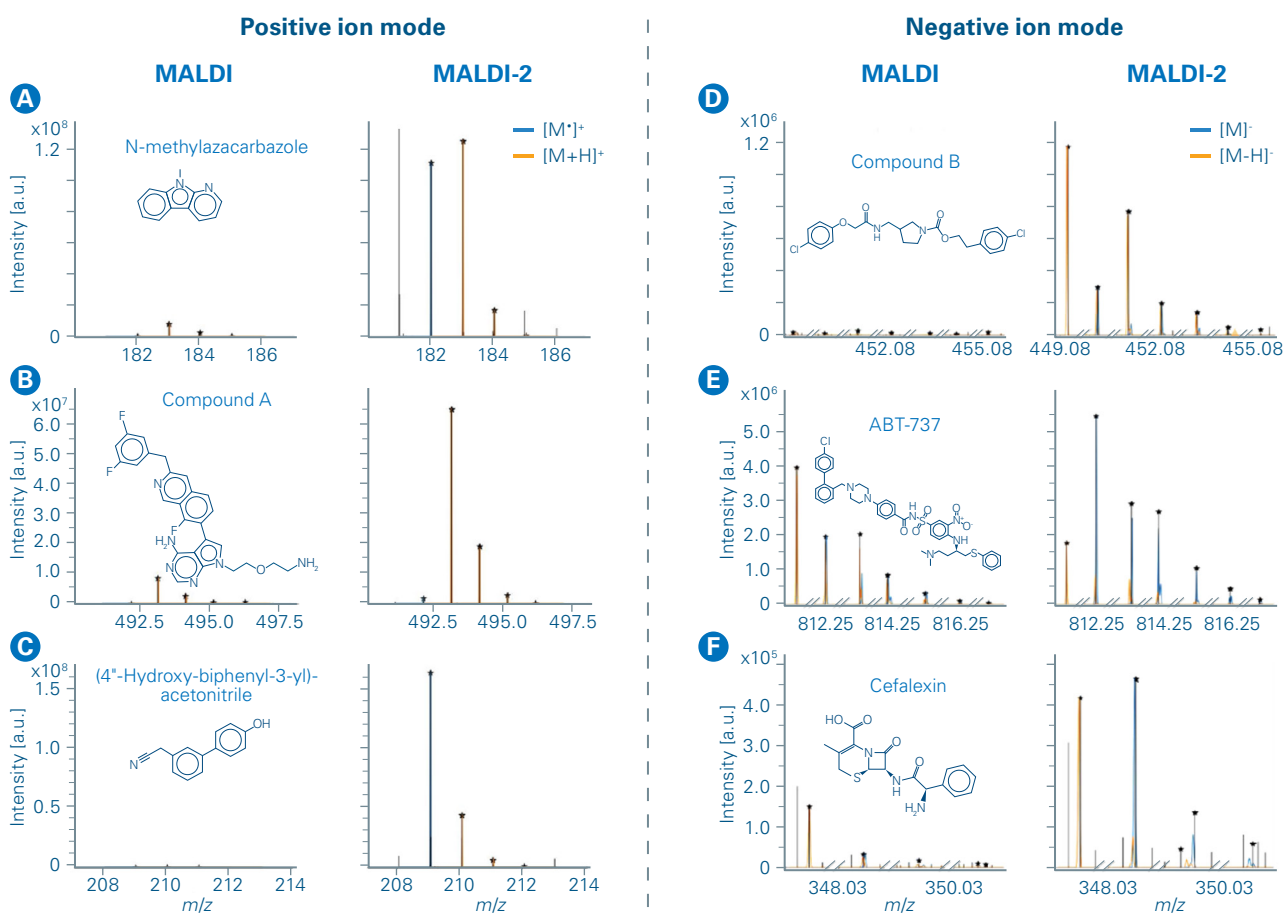 Positive ion mode
Negative ion mode
MALDI
MALDI-2
MALDI
MALDI-2
A
x10⁸
1.2
0
Intensity [a.u.]
N-methylazacarbazole
N
N
182
184
186
[M•]⁺
[M+H]⁺
182
184
186
B
x10⁷
6.0
5.0
4.0
3.0
2.0
1.0
0
Intensity [a.u.]
Compound A
F
F
N
F
H₂N
N
N
N
O
NH₂
492.5
495.0
497.5
492.5
495.0
497.5
C
x10⁸
1.5
1.0
0.5
0
Intensity [a.u.]
(4"-Hydroxy-biphenyl-3-yl)-
acetonitrile
OH
N
208
210
212
214
m/z
208
210
212
214
m/z
D
x10⁶
1.2
0
Intensity [a.u.]
Compound B
Cl
O
O
N
H
N
O
O
Cl
452.08
455.08
[M]⁻
[M-H]⁻
449.08
452.08
455.08
E
x10⁶
5.0
4.0
3.0
2.0
1.0
0
Intensity [a.u.]
ABT-737
Cl
N
N
O
H
N
O
S
O
O
N⁺
O⁻
NH
N
S
812.25
814.25
816.25
812.25
814.25
816.25
F
x10⁵
4.0
3.0
2.0
1.0
0
Intensity [a.u.]
Cefalexin
HO
O
N
O
S
N
H
O
H₂N
348.03
350.03
m/z
348.03
350.03
m/z